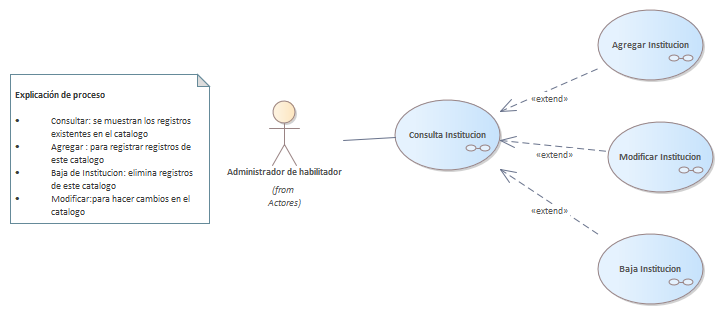 Explicación de proceso
• Consultar: se muestran los registros
existentes en el catalogo
• Agregar : para registrar registros de
este catalogo
• Baja de Institucion: elimina registros
de este catalogo
• Modificar:para hacer cambios en el
catalogo
Administrador de habilitador
(from
Actores)
Consulta Institucion
«extend»
«extend»
«extend»
Agregar Institucion
Modificar Institucion
Baja Institucion